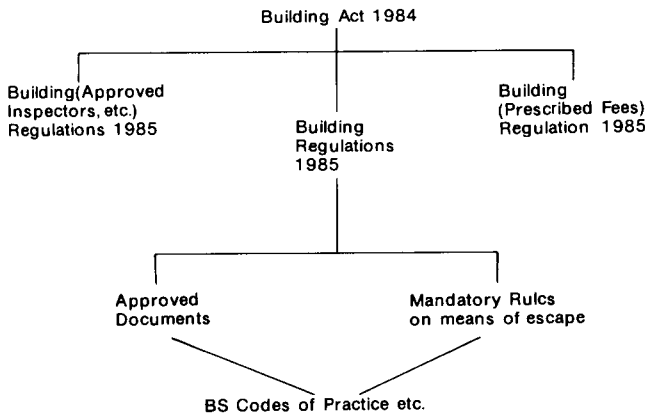 Building Act 1984
Building(Approved
Inspectors, etc.)
Regulations 1985
Building
Regulations
1985
Building
(Prescribed Fees)
Regulation 1985
Approved
Documents
Mandatory Rules
on means of escape
BS Codes of Practice etc.